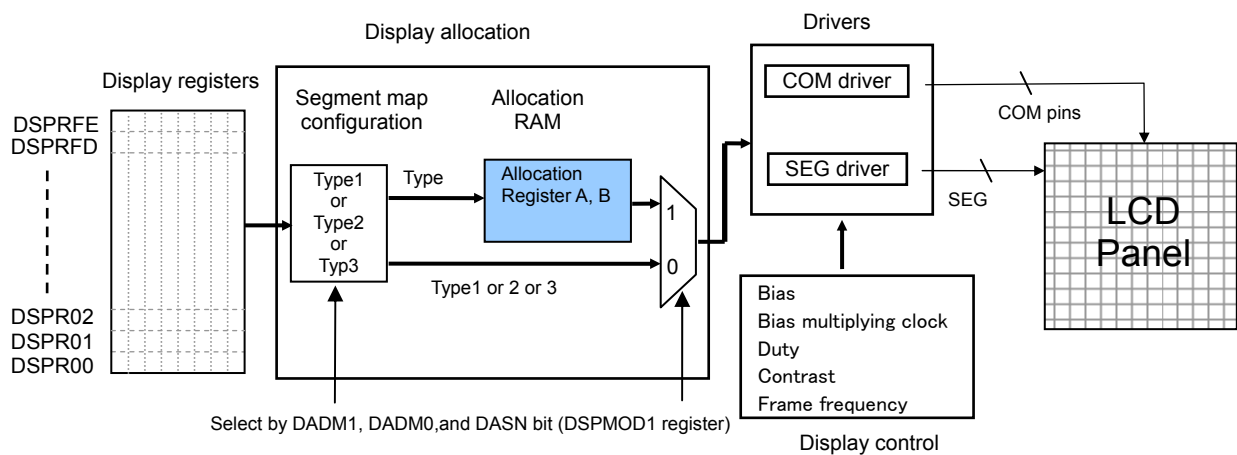 Display allocation
Drivers
Display registers
DSPRFE
DSPRFD
DSPR02
DSPR01
DSPR00
Segment map
configuration
Allocation
RAM
Type1
or
Type2
or
Typ3
Type
Allocation
Register A, B
1
0
Type1 or 2 or 3
Select by DADM1, DADM0,and DASN bit (DSPMOD1 register)
COM driver
SEG driver
COM pins
SEG
LCD
Panel
Bias
Bias multiplying clock
Duty
Contrast
Frame frequency
Display control